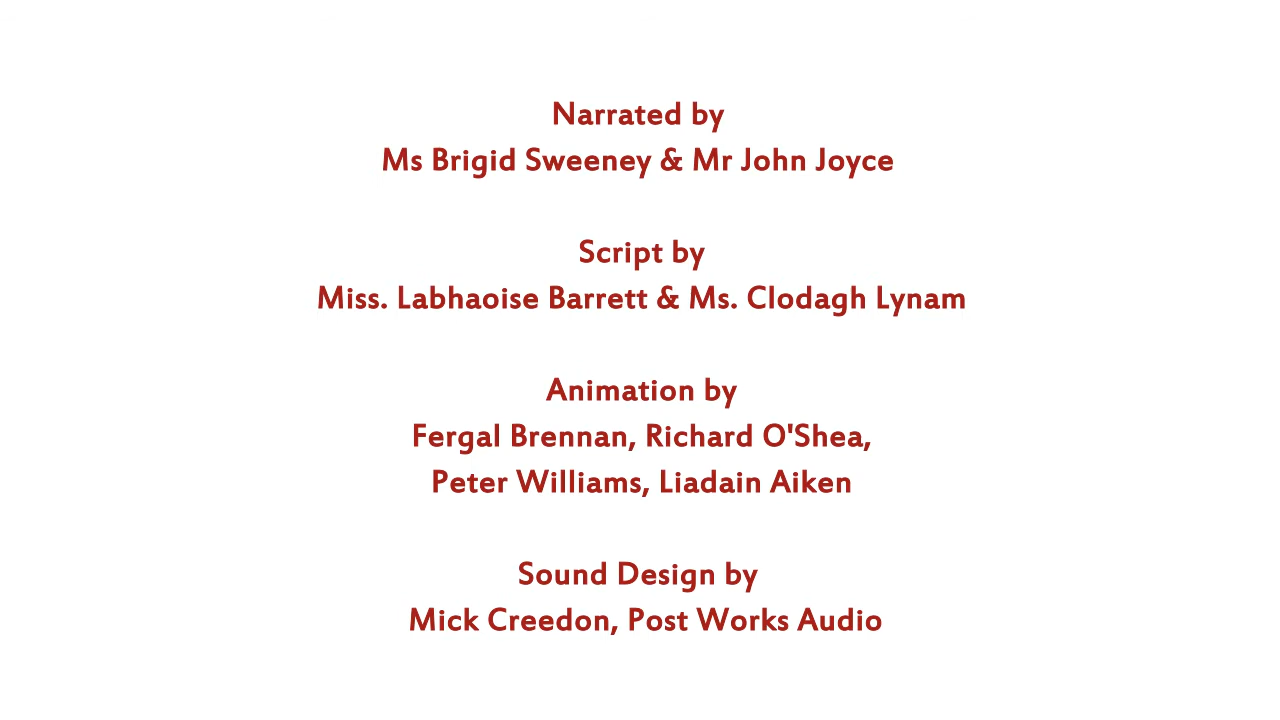 Narrated by
Ms Brigid Sweeney & Mr John Joyce
Script by
Miss. Labhaoise Barrett & Ms. Clodagh Lynam
Animation by
Fergal Brennan, Richard O'Shea,
Peter Williams, Liadain Aiken
Sound Design by
Mick Creedon, Post Works Audio